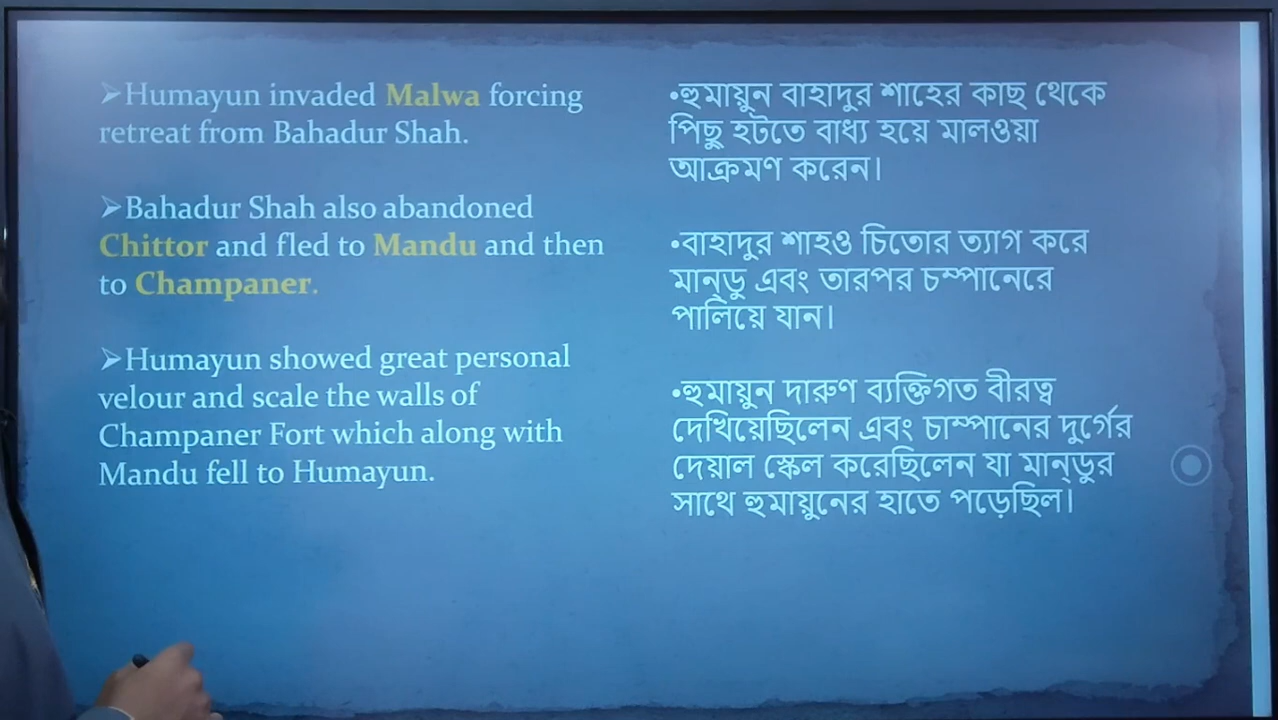 ➢Humayun invaded Malwa forcing
retreat from Bahadur Shah.
➢Bahadur Shah also abandoned
Chittor and fled to Mandu and then
to Champaner.
➢Humayun showed great personal
velour and scale the walls of
Champaner Fort which along with
Mandu fell to Humayun.
•হুমায়ুন বাহাদুর শাহের কাছ থেকে
পিছু হটতে বাধ্য হয়ে মালওয়া
আক্রমণ করেন।
•বাহাদুর শাহও চিতোর ত্যাগ করে
মান্ডু এবং তারপর চম্পানেরে
পালিয়ে যান।
•হুমায়ুন দারুণ ব্যক্তিগত বীরত্ব
দেখিয়েছিলেন এবং চাম্পানের দুর্গের
দেয়াল স্কেল করেছিলেন যা মান্ডুর
সাথে হুমায়ুনের হাতে পড়েছিল।